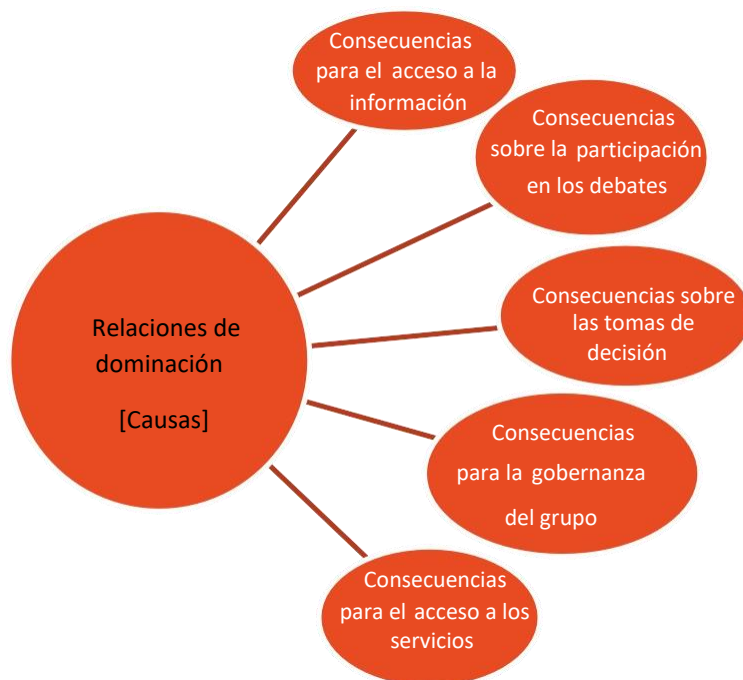 Consecuencias
para el acceso a la
información
Consecuencias
sobre la participación
en los debates
Consecuencias sobre
las tomas de
decisión
Relaciones de
dominación
[Causas]
Consecuencias
para la gobernanza
del grupo
Consecuencias
para el acceso a los
servicios